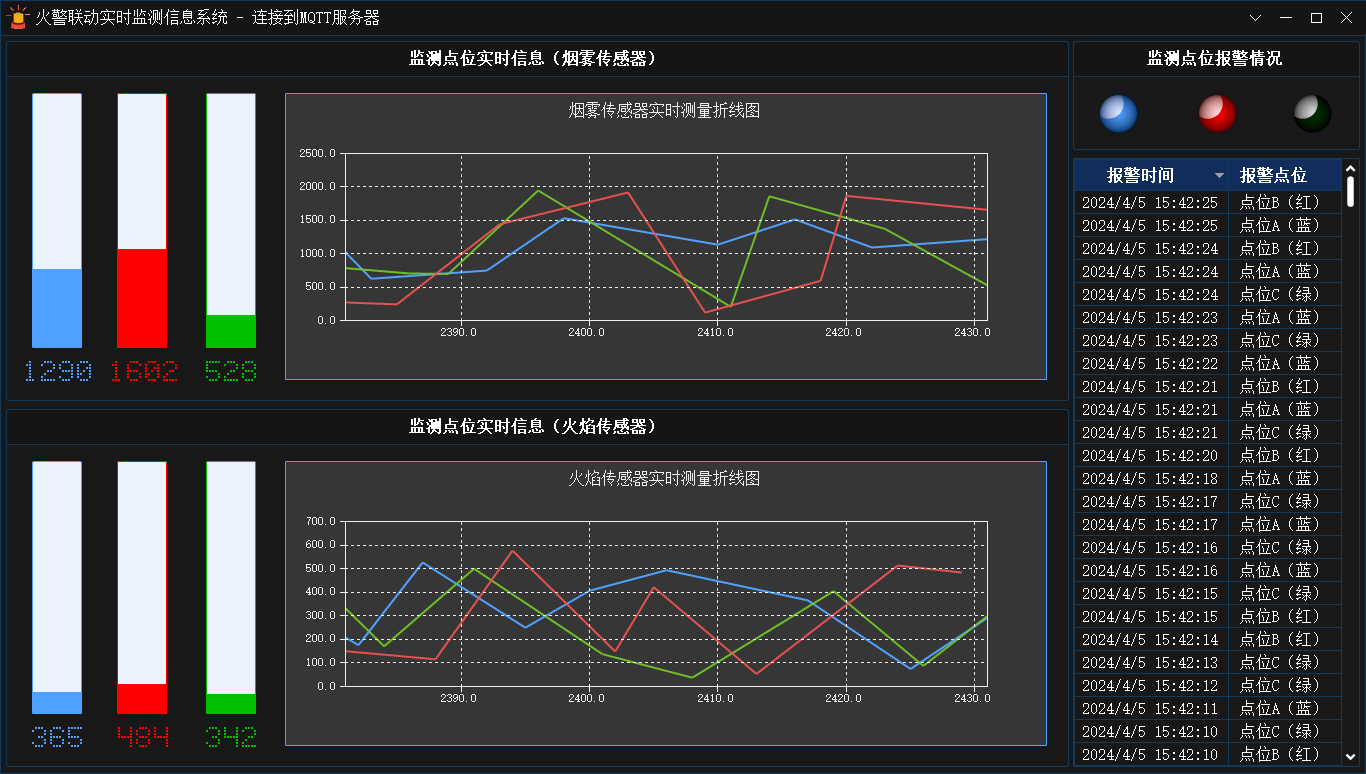 火警联动实时监测信息系统 - 连接到MQTT服务器
监测点位实时信息（烟雾传感器）
1290 1602 528
烟雾传感器实时测量折线图
2500.0
2000.0
1500.0
1000.0
500.0
0.0
2390.0 2400.0 2410.0 2420.0 2430.0
监测点位实时信息（火焰传感器）
365 484 342
火焰传感器实时测量折线图
700.0
600.0
500.0
400.0
300.0
200.0
100.0
0.0
2390.0 2400.0 2410.0 2420.0 2430.0
监测点位报警情况
报警时间 报警点位
2024/4/5 15:42:25 点位B（红）
2024/4/5 15:42:25 点位A（蓝）
2024/4/5 15:42:24 点位B（红）
2024/4/5 15:42:24 点位A（蓝）
2024/4/5 15:42:24 点位C（绿）
2024/4/5 15:42:23 点位A（蓝）
2024/4/5 15:42:23 点位C（绿）
2024/4/5 15:42:22 点位A（蓝）
2024/4/5 15:42:21 点位B（红）
2024/4/5 15:42:21 点位A（蓝）
2024/4/5 15:42:21 点位C（绿）
2024/4/5 15:42:20 点位B（红）
2024/4/5 15:42:18 点位A（蓝）
2024/4/5 15:42:17 点位C（绿）
2024/4/5 15:42:17 点位A（蓝）
2024/4/5 15:42:16 点位C（绿）
2024/4/5 15:42:16 点位A（蓝）
2024/4/5 15:42:15 点位C（绿）
2024/4/5 15:42:15 点位B（红）
2024/4/5 15:42:14 点位B（红）
2024/4/5 15:42:13 点位C（绿）
2024/4/5 15:42:12 点位C（绿）
2024/4/5 15:42:11 点位A（蓝）
2024/4/5 15:42:10 点位C（绿）
2024/4/5 15:42:10 点位B（红）